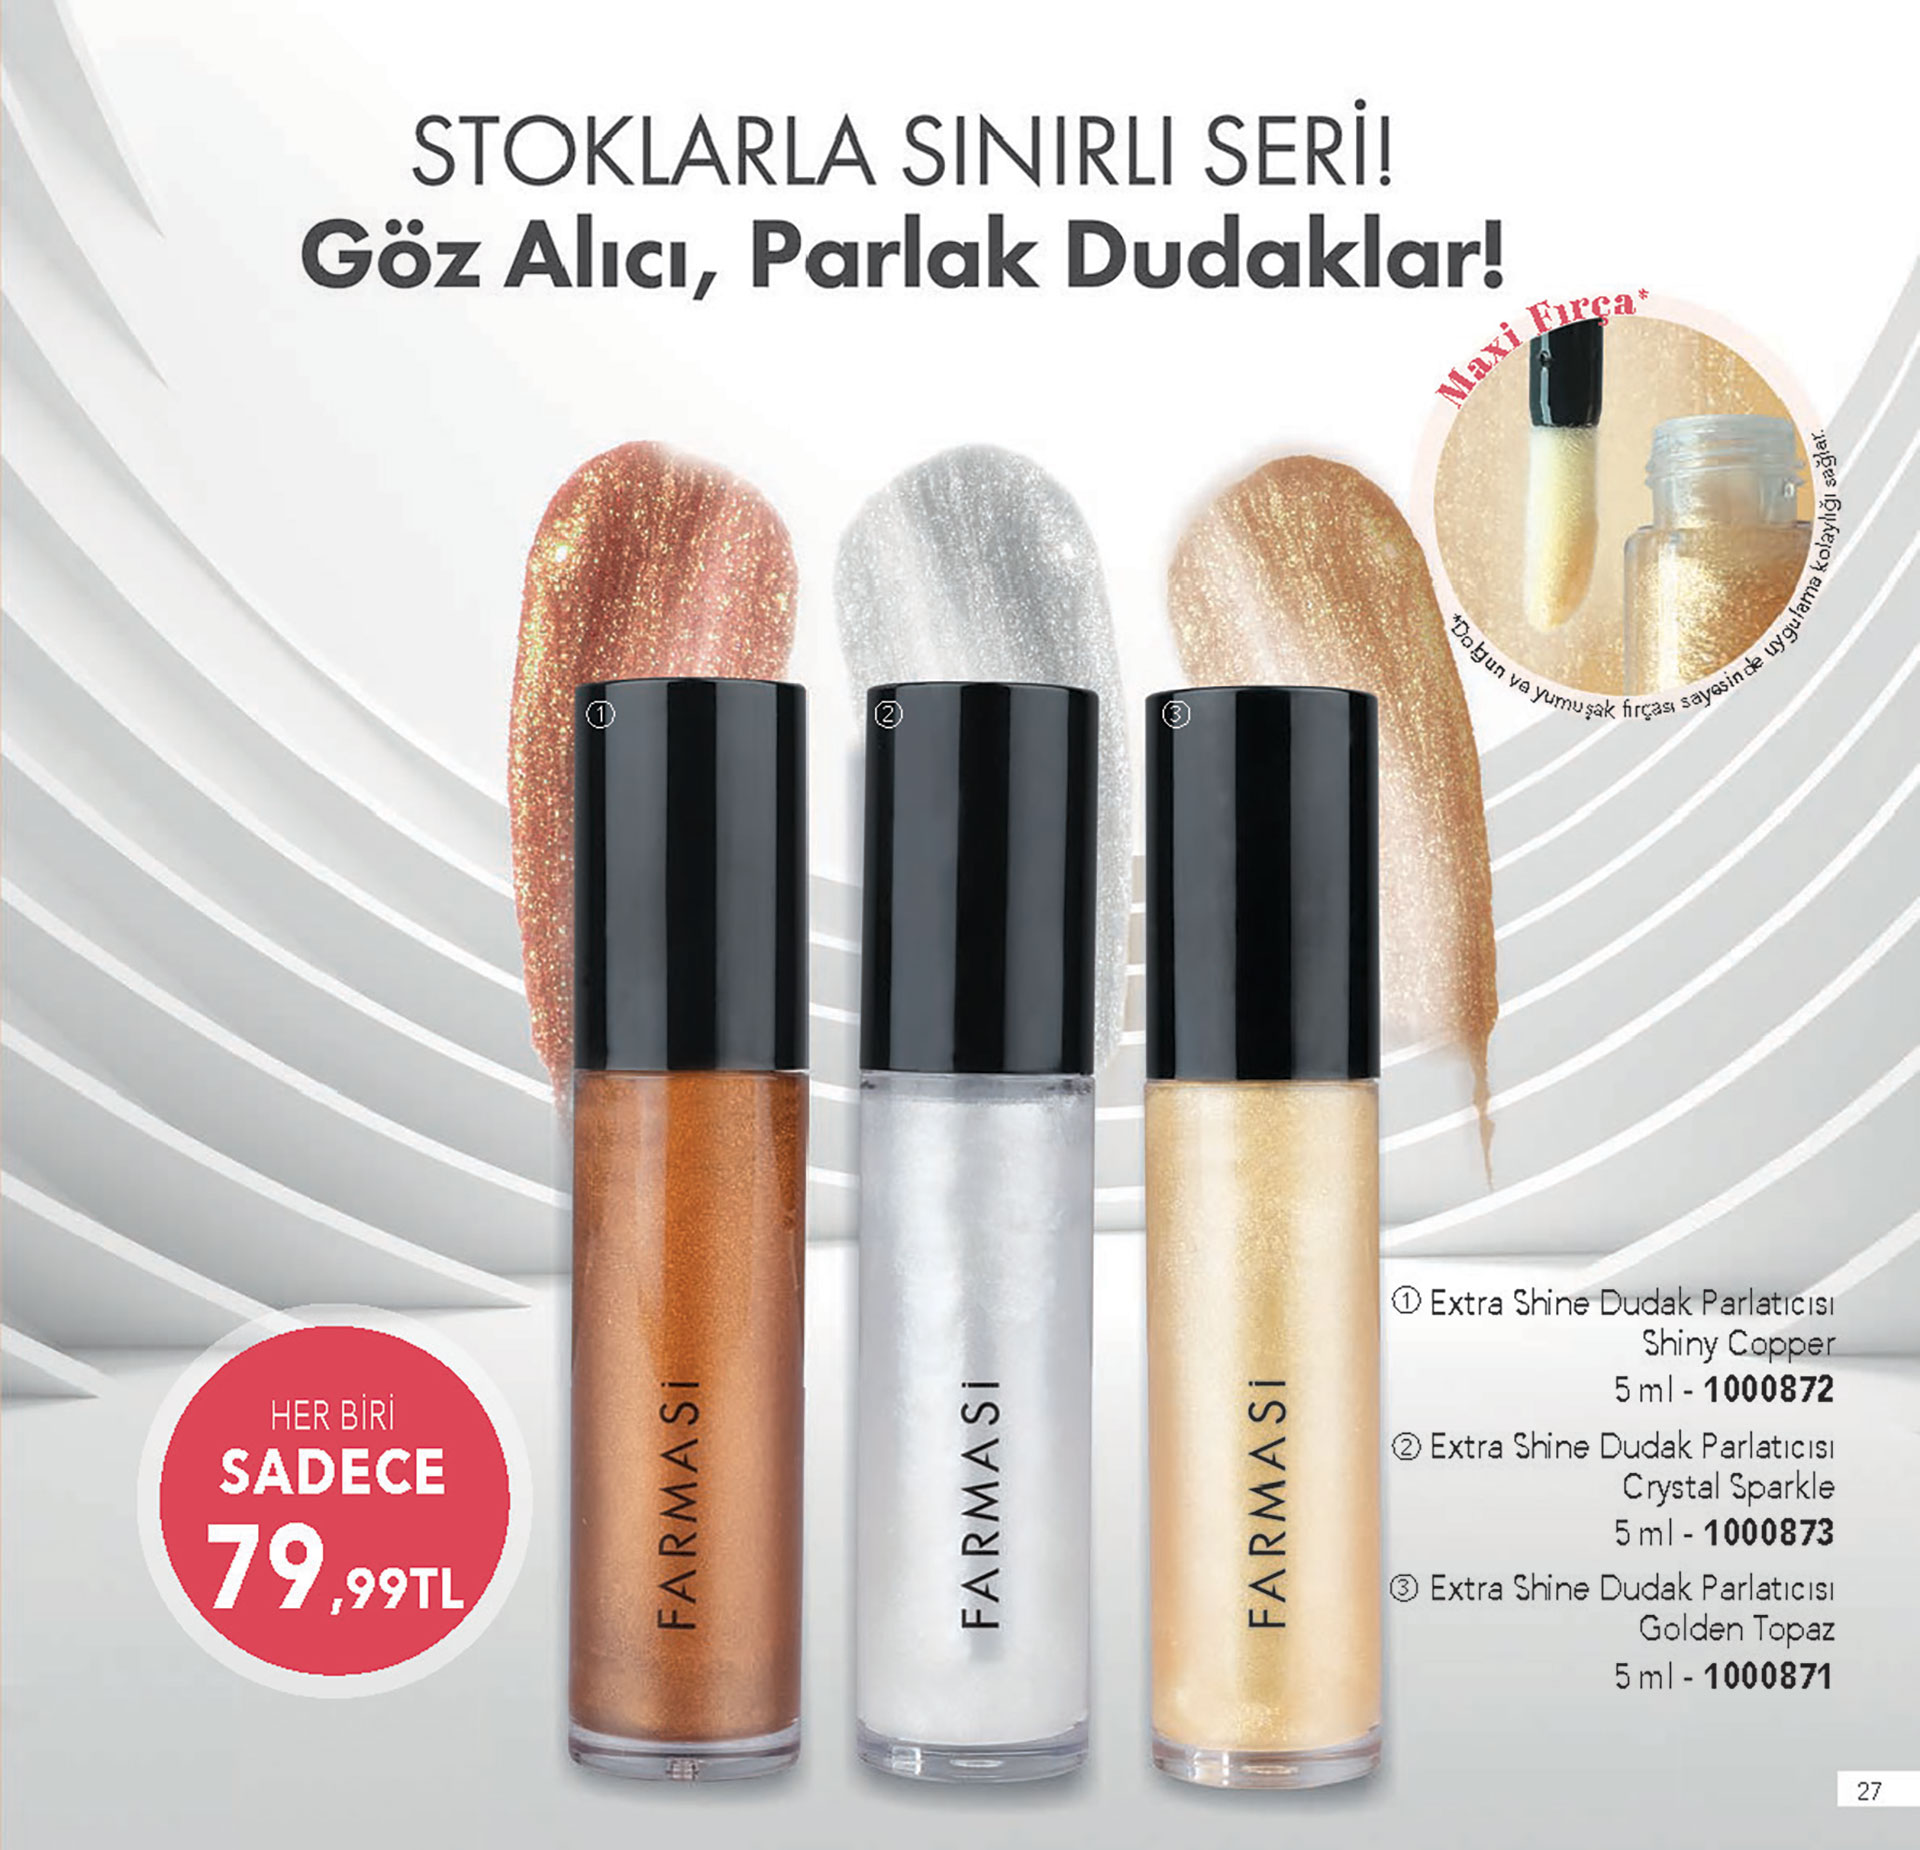 STOKLARLA SINIRLI SERİ!
Göz Alıcı, Parlak Dudaklar!
Maxi Fırça*
*Dolgun ve yumuşak fırçası sayesinde uygulama kolaylığı sağlar.
1
2
3
FARMASİ
FARMASİ
FARMASİ
HER BİRİ
SADECE
79,99TL
1 Extra Shine Dudak Parlatıcısı
Shiny Copper
5 ml - 1000872
2 Extra Shine Dudak Parlatıcısı
Crystal Sparkle
5 ml - 1000873
3 Extra Shine Dudak Parlatıcısı
Golden Topaz
5 ml - 1000871
27